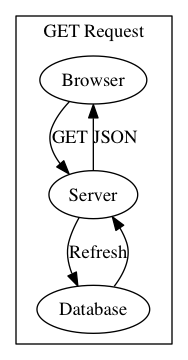 GET Request
Browser
GET JSON
Server
Refresh
Database